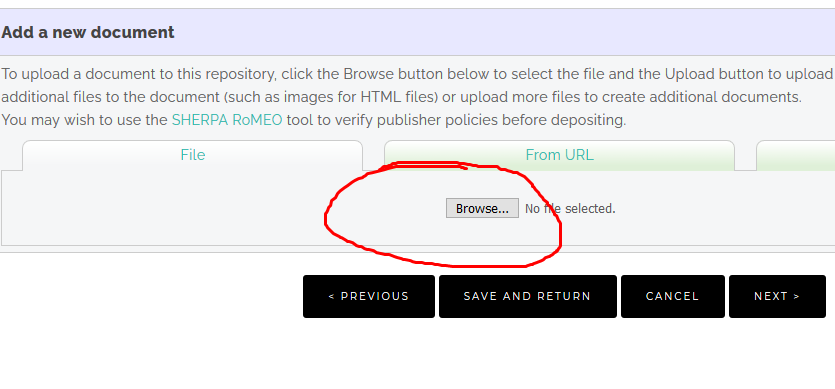 Add a new document
To upload a document to this repository, click the Browse button below to select the file and the Upload button to upload
additional files to the document (such as images for HTML files) or upload more files to create additional documents.
You may wish to use the SHERPA RoMEO tool to verify publisher policies before depositing.
File From URL
Browse... No file selected.
< PREVIOUS SAVE AND RETURN CANCEL NEXT >